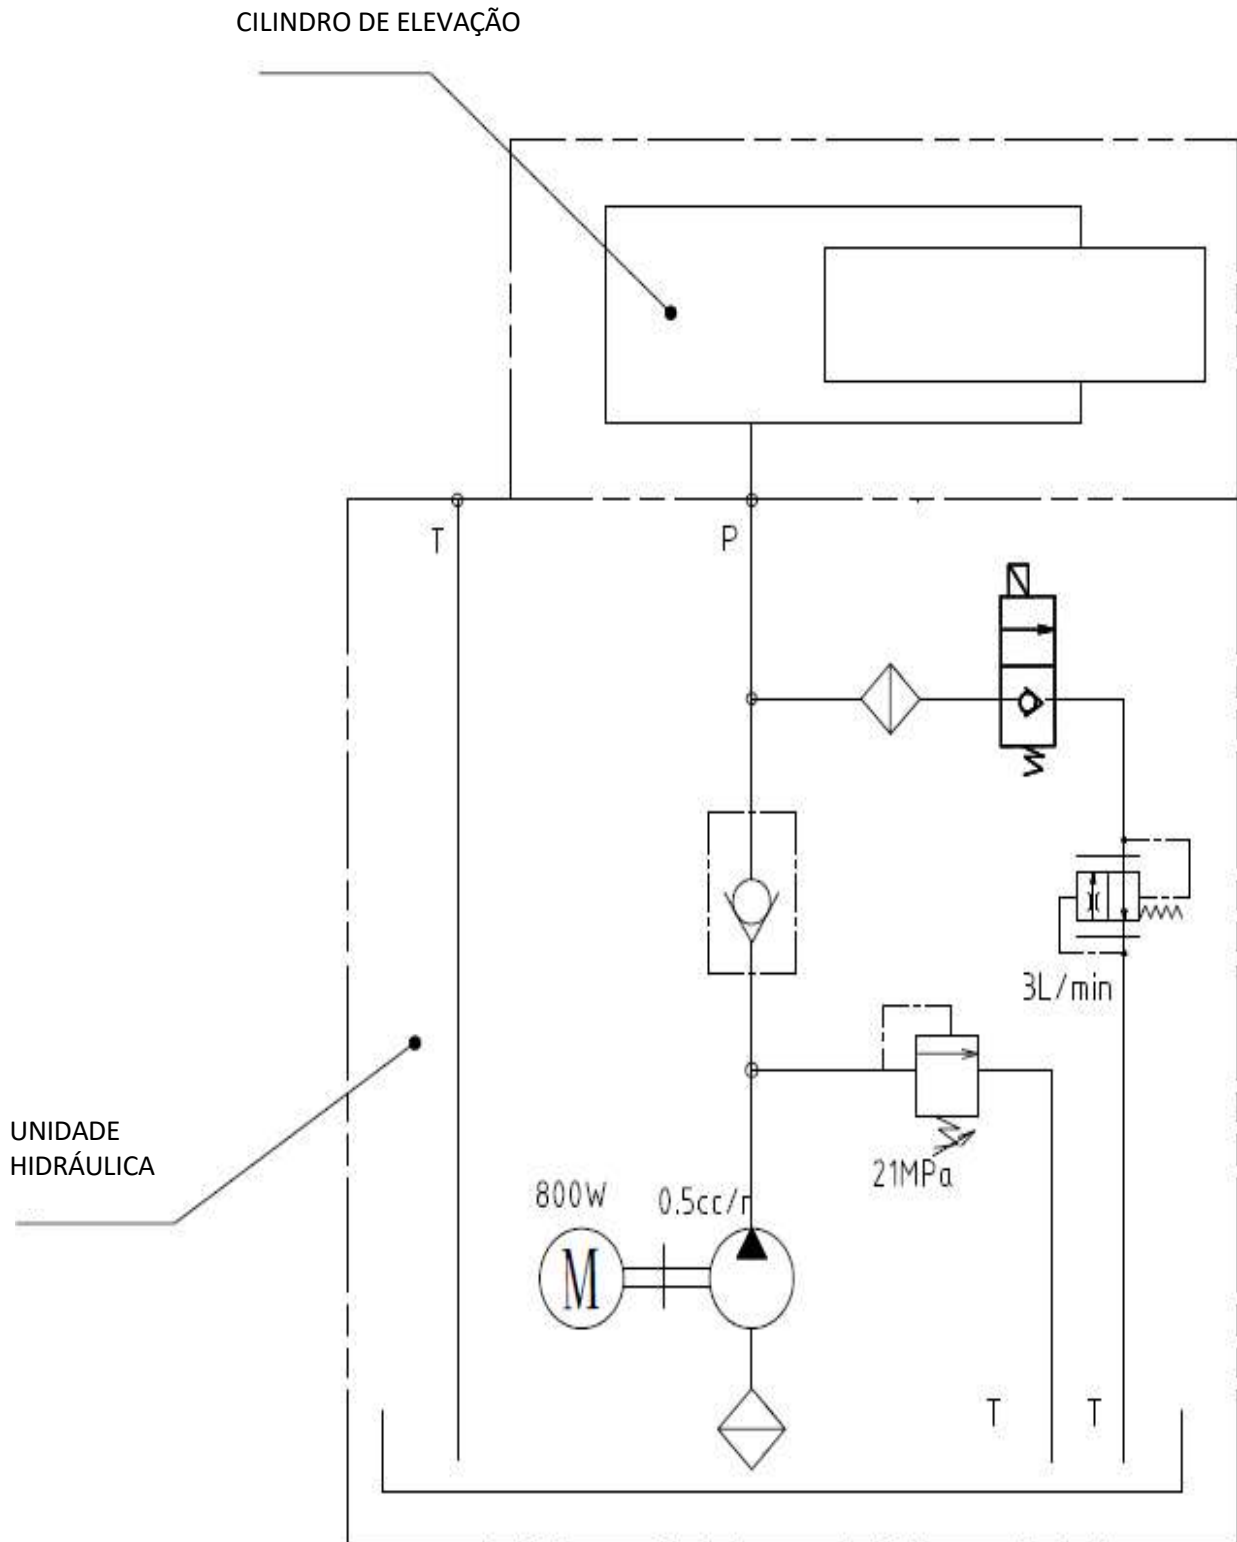 CILINDRO DE ELEVAÇÃO
T
P
3L/min
UNIDADE
HIDRÁULICA
21MPa
800W
0.5cc/r
M
T
T